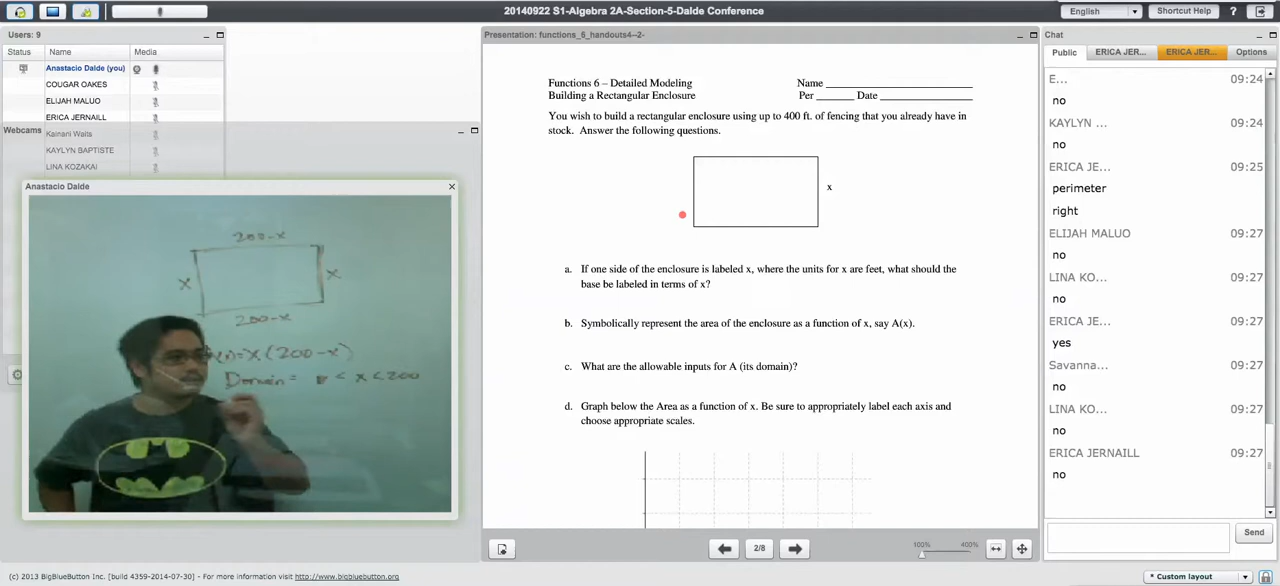 20140922 S1-Algebra 2A-Section-5-Dalde Conference
English
Shortcut Help
?
Users: 9
Status Name Media
Anastacio Dalde (you)
COUGAR OAKES
ELIJAH MALUO
ERICA JERNAILL
Kainani Waits
KAYLYN BAPTISTE
LINA KOZAKAI
Webcams
Anastacio Dalde
200-x
x x
200-x
(x)=x(200-x)
Domain = 0 < x < 200
Presentation: functions_6_handouts4--2-
Functions 6 – Detailed Modeling Name
Building a Rectangular Enclosure Per Date
You wish to build a rectangular enclosure using up to 400 ft. of fencing that you already have in
stock. Answer the following questions.
x
a. If one side of the enclosure is labeled x, where the units for x are feet, what should the
base be labeled in terms of x?
b. Symbolically represent the area of the enclosure as a function of x, say A(x).
c. What are the allowable inputs for A (its domain)?
d. Graph below the Area as a function of x. Be sure to appropriately label each axis and
choose appropriate scales.
2/8
100% 400%
Chat
Public ERICA JER... ERICA JER... Options
E... 09:24
no
KAYLYN ... 09:24
no
ERICA JE... 09:25
perimeter
right
ELIJAH MALUO 09:27
no
LINA KO... 09:27
no
ERICA JE... 09:27
yes
Savanna... 09:27
no
LINA KO... 09:27
no
ERICA JERNAILL 09:27
no
Send
(c) 2013 BigBlueButton Inc. [build 4359-2014-07-30] - For more information visit http://www.bigbluebutton.org
* Custom layout